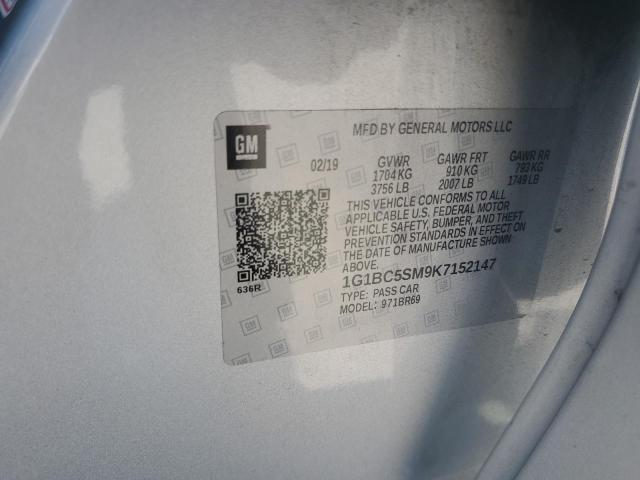 GM
MFD BY GENERAL MOTORS LLC
02/19 GVWR GAWR FRT GAWR RR
1704 KG 910 KG 793 KG
3756 LB 2007 LB 1749 LB
THIS VEHICLE CONFORMS TO ALL
APPLICABLE U.S. FEDERAL MOTOR
VEHICLE SAFETY, BUMPER, AND THEFT
PREVENTION STANDARDS IN EFFECT ON
THE DATE OF MANUFACTURE SHOWN
ABOVE.
636R
1G1BC5SM9K7152147
TYPE: PASS CAR
MODEL: 971BR69